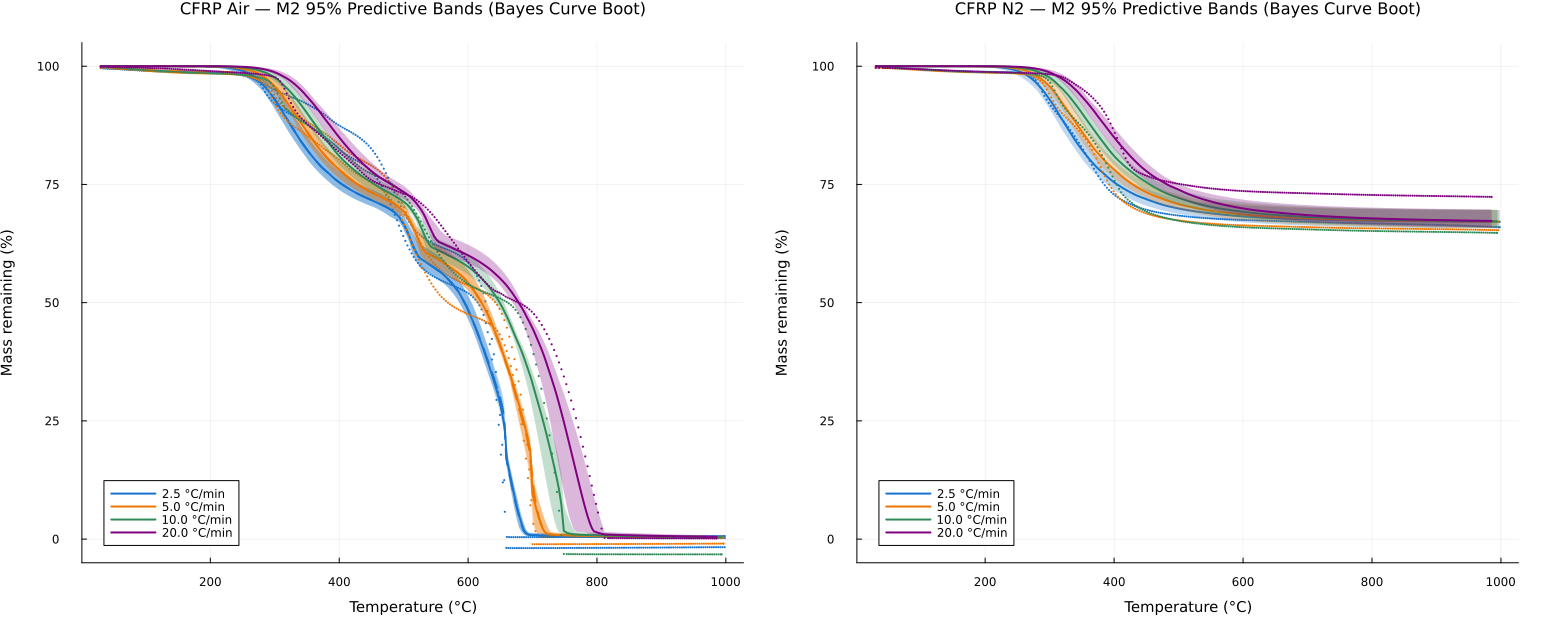 CFRP Air — M2 95% Predictive Bands (Bayes Curve Boot)
Mass remaining (%)
100
75
50
25
0
2.5 °C/min
5.0 °C/min
10.0 °C/min
20.0 °C/min
200
400
600
800
1000
Temperature (°C)
CFRP N2 — M2 95% Predictive Bands (Bayes Curve Boot)
Mass remaining (%)
100
75
50
25
0
2.5 °C/min
5.0 °C/min
10.0 °C/min
20.0 °C/min
200
400
600
800
1000
Temperature (°C)